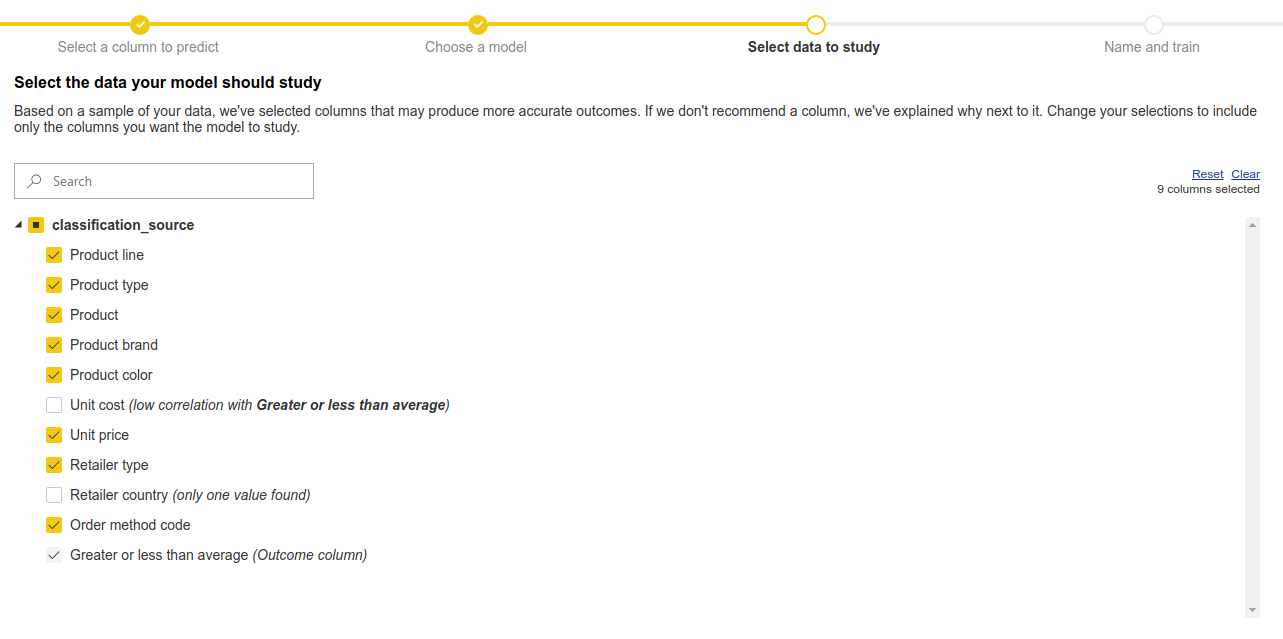 Select a column to predict
Choose a model
Select data to study
Name and train
Select the data your model should study
Based on a sample of your data, we've selected columns that may produce more accurate outcomes. If we don't recommend a column, we've explained why next to it. Change your selections to include
only the columns you want the model to study.
Search
Reset Clear
9 columns selected
classification_source
Product line
Product type
Product
Product brand
Product color
Unit cost (low correlation with Greater or less than average)
Unit price
Retailer type
Retailer country (only one value found)
Order method code
Greater or less than average (Outcome column)